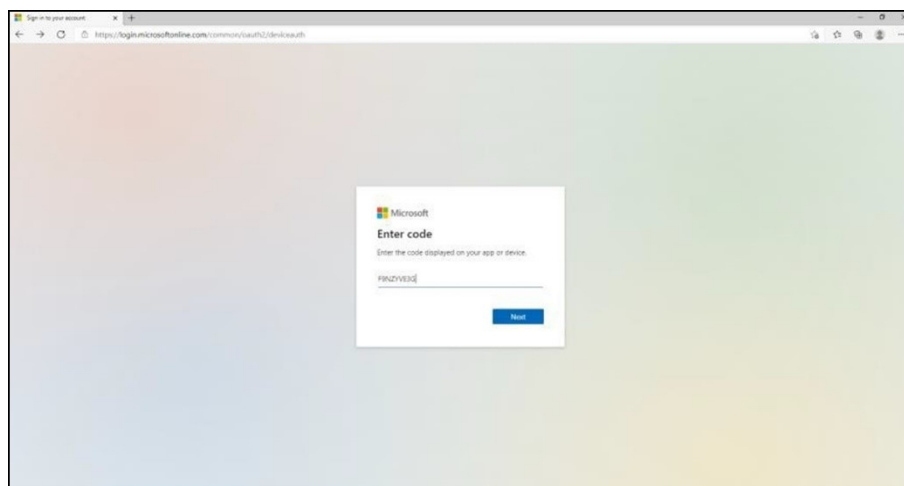 Sign in to your account
https://login.microsoftonline.com/common/oauth2/deviceauth
Microsoft
Enter code
Enter the code displayed on your app or device.
Next